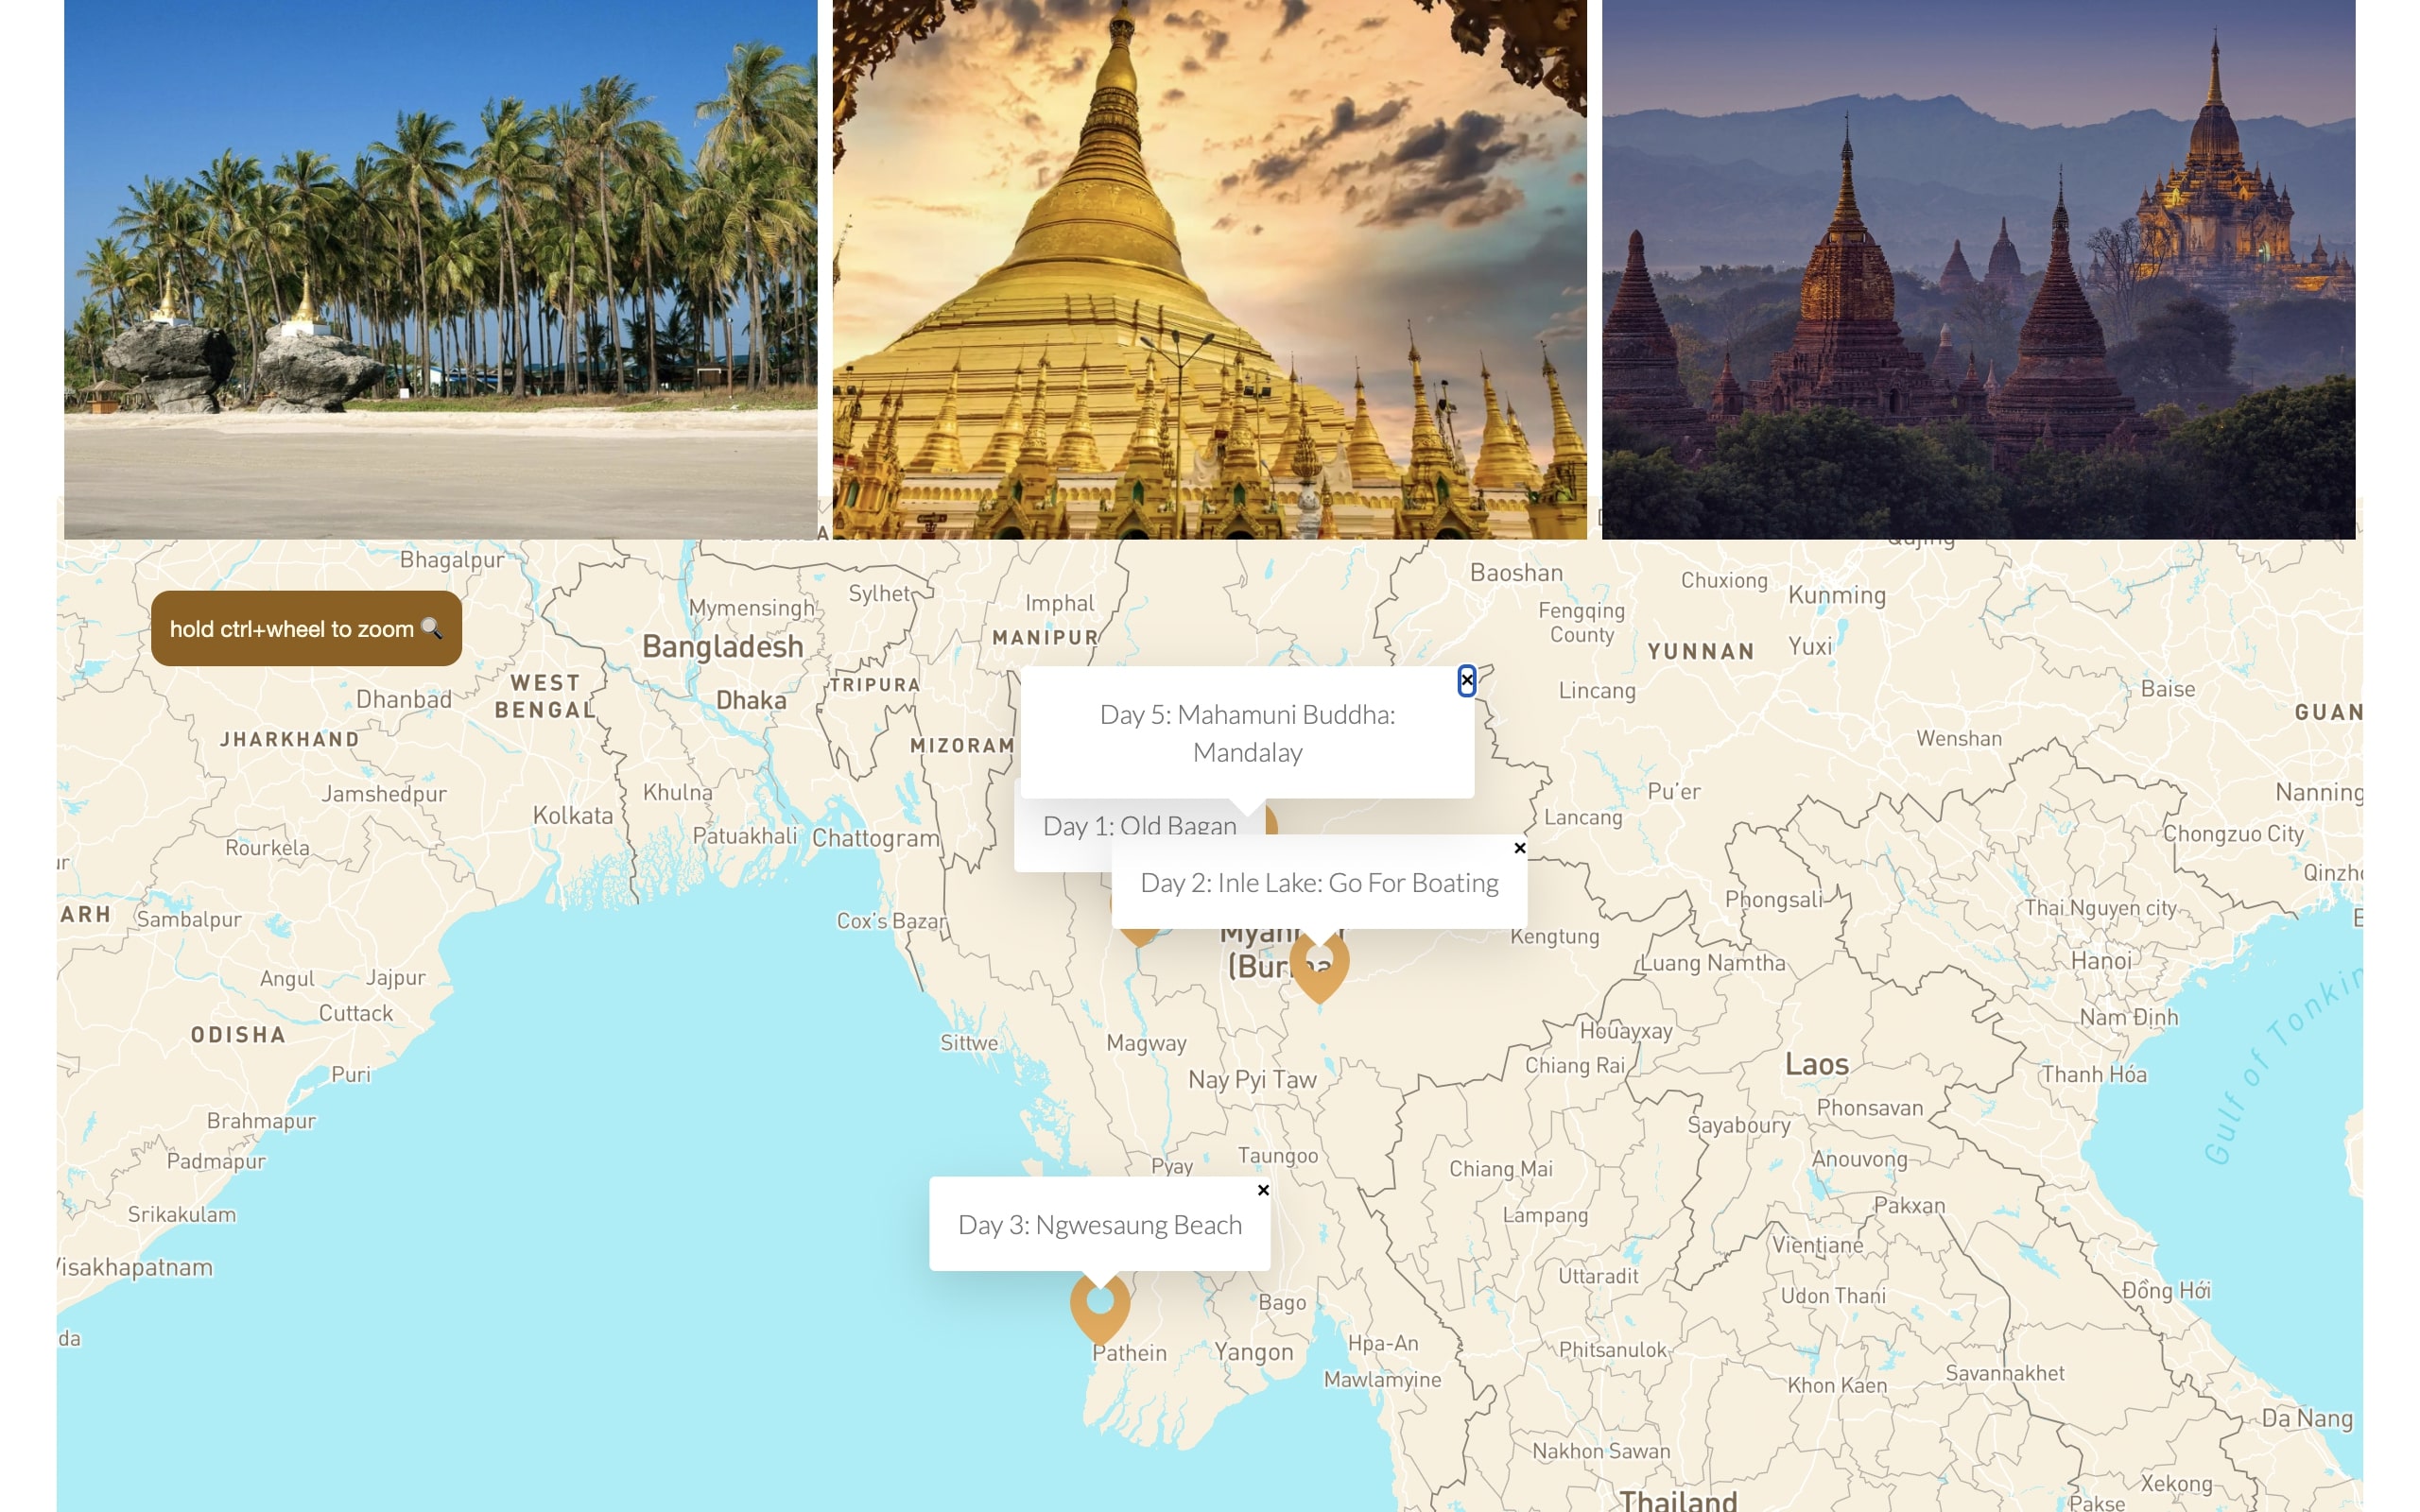 Bhagalpur
Sylhet
Baoshan
Chuxiong
Kunming
Mymensingh
Imphal
Fengqing
County
hold ctrl+wheel to zoom 🔍
Bangladesh
MANIPUR
YUNNAN
Yuxi
WEST
BENGAL
Dhanbad
Dhaka
TRIPURA
Lincang
Baise
GUAN
Day 5: Mahamuni Buddha:
Mandalay
×
JHARKHAND
MIZORAM
Wenshan
Jamshedpur
Khulna
Pu'er
Nanning
Kolkata
Patuakhali
Chattogram
Day 1: Old Bagan
Lancang
Chongzuo City
Rourkela
Day 2: Inle Lake: Go For Boating
×
Qinzho
ARH
Sambalpur
Cox's Bazar
Phongsali
Thai Nguyen city
Kengtung
Luang Namtha
Hanoi
Angul
Jajpur
Cuttack
ODISHA
Sittwe
Magway
Houayxay
Nam Định
Gulf of Tonkin
Puri
Nay Pyi Taw
Chiang Rai
Laos
Thanh Hóa
Brahmapur
Phonsavan
Sayaboury
Padmapur
Pyay
Taungoo
Chiang Mai
Anouvong
Day 3: Ngwesaung Beach
×
Srikakulam
Lampang
Pakxan
Visakhapatnam
Vientiane
Uttaradit
Udon Thani
Đồng Hới
Bago
da
Pathein
Yangon
Hpa-An
Phitsanulok
Mawlamyine
Khon Kaen
Savannakhet
Da Nang
Nakhon Sawan
Xekong
Thailand
Pakse